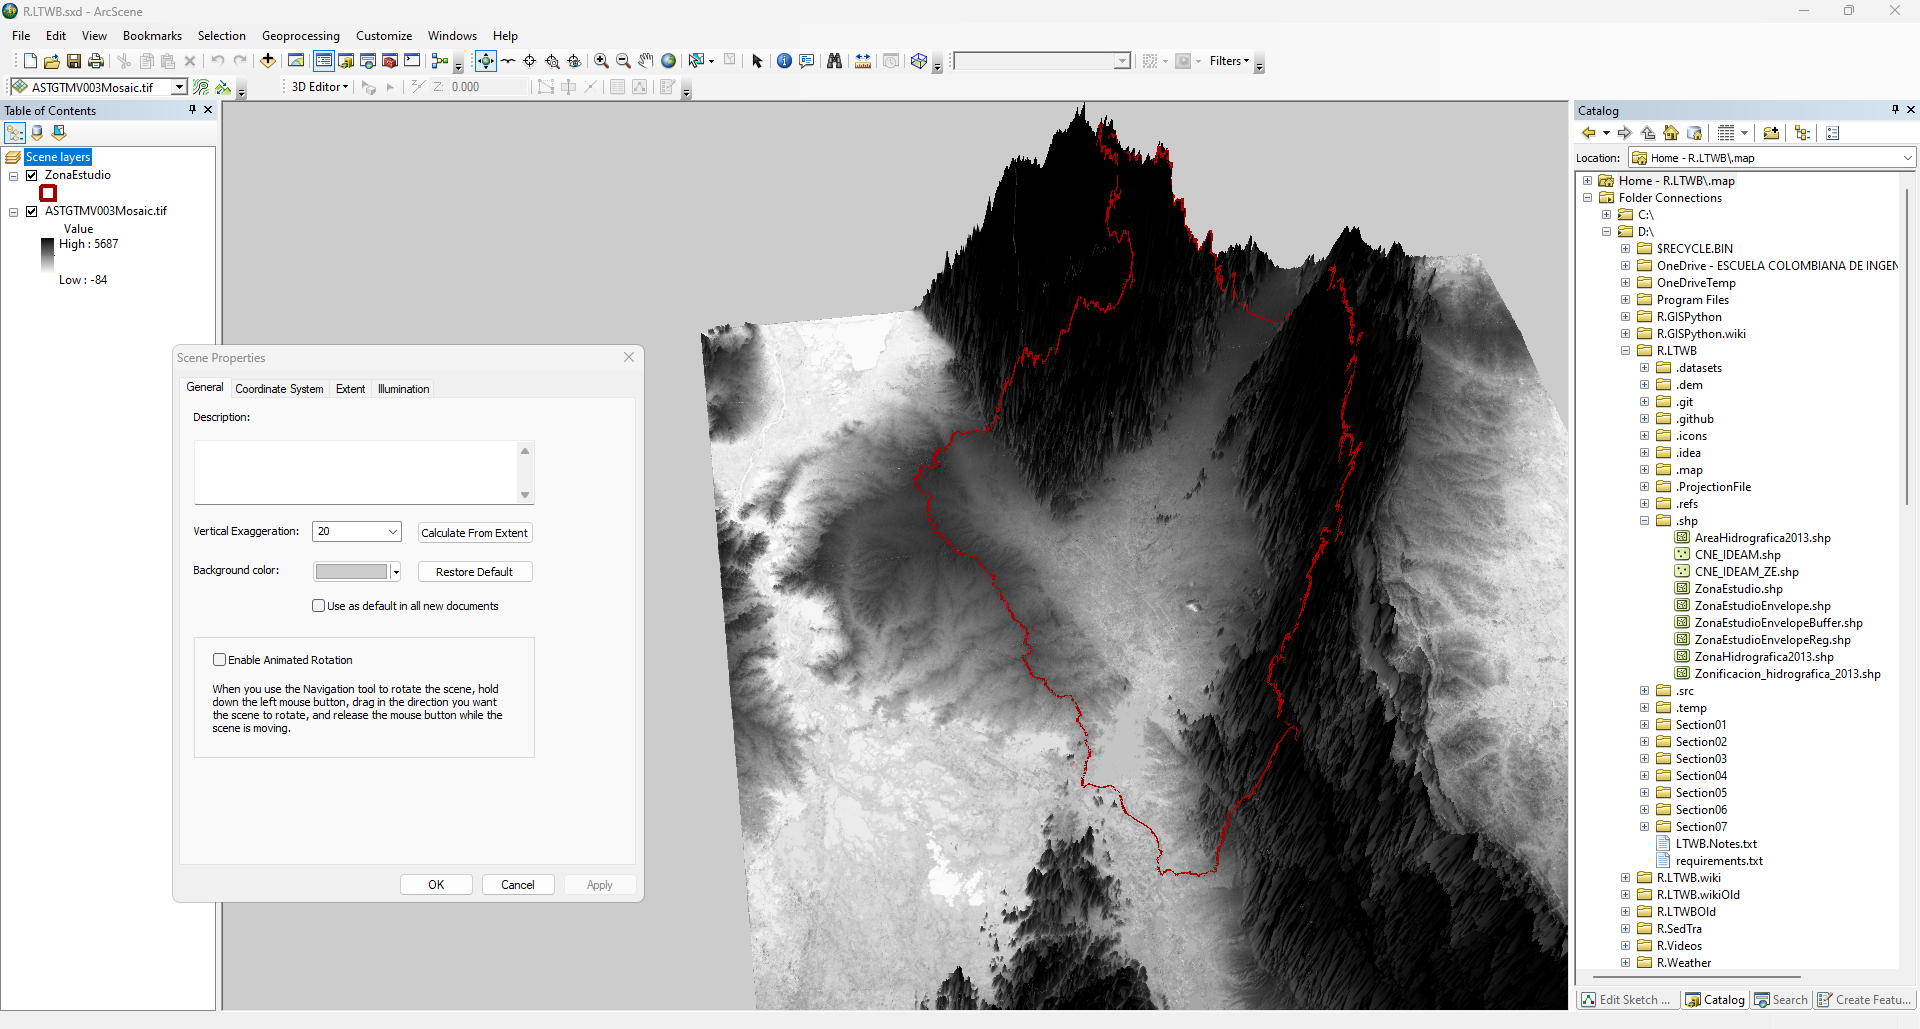 R.LTWB.sxd - ArcScene
File Edit View Bookmarks Selection Geoprocessing Customize Windows Help
Filters
ASTGTMV003Mosaic.tif
3D Editor
Z: 0.000
Table of Contents
Scene layers
ZonaEstudio
ASTGTMV003Mosaic.tif
Value
High : 5687
Low : -84
Scene Properties
General Coordinate System Extent Illumination
Description:
Vertical Exaggeration: 20 Calculate From Extent
Background color: Restore Default
Use as default in all new documents
Enable Animated Rotation
When you use the Navigation tool to rotate the scene, hold
down the left mouse button, drag in the direction you want
the scene to rotate, and release the mouse button while the
scene is moving.
OK Cancel Apply
Catalog
Location: Home - R.LTWB\.map
Home - R.LTWB\.map
Folder Connections
C:\
D:\
$RECYCLE.BIN
OneDrive - ESCUELA COLOMBIANA DE INGEN
OneDriveTemp
Program Files
R.GISPython
R.GISPython.wiki
R.LTWB
.datasets
.dem
.git
.github
.icons
.idea
.map
.ProjectionFile
.refs
.shp
AreaHidrografica2013.shp
CNE_IDEAM.shp
CNE_IDEAM_ZE.shp
ZonaEstudio.shp
ZonaEstudioEnvelope.shp
ZonaEstudioEnvelopeBuffer.shp
ZonaEstudioEnvelopeReg.shp
ZonaHidrografica2013.shp
Zonificacion_hidrografica_2013.shp
.src
.temp
Section01
Section02
Section03
Section04
Section05
Section06
Section07
LTWB.Notes.txt
requirements.txt
R.LTWB.wiki
R.LTWB.wikiOld
R.LTWBOld
R.SedTra
R.Videos
R.Weather
Edit Sketch ... Catalog Search Create Featu...